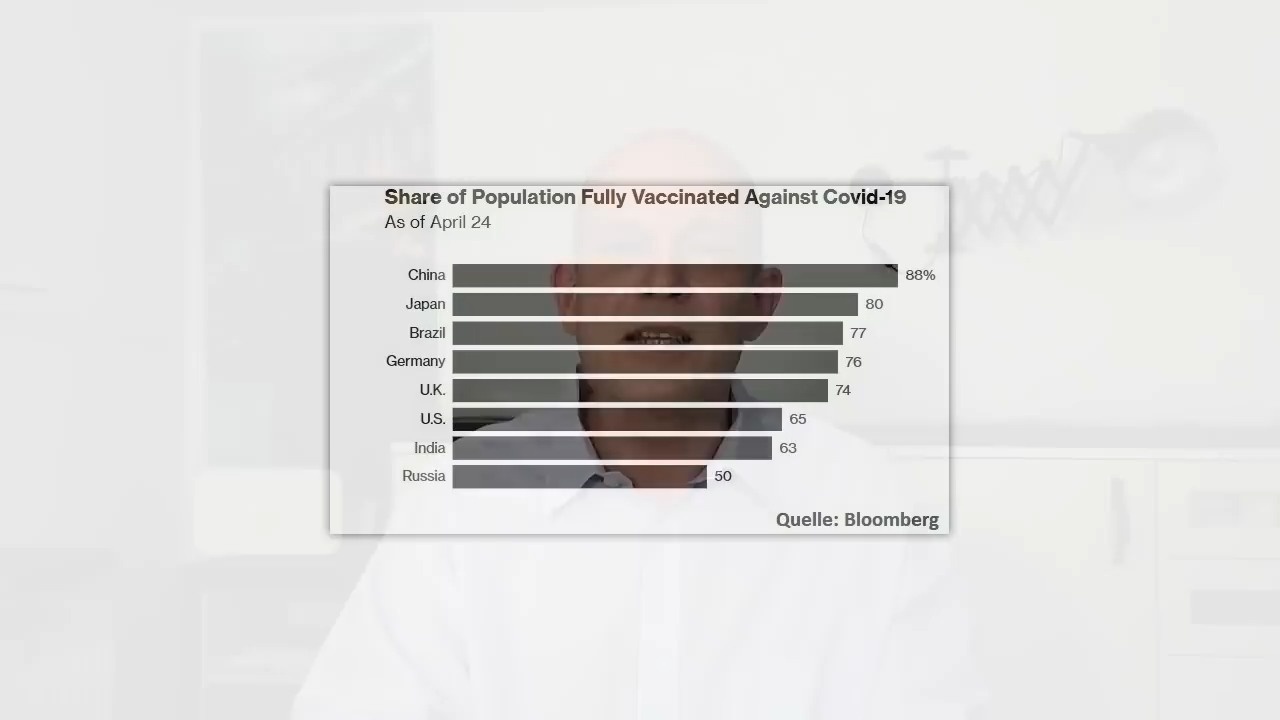 Share of Population Fully Vaccinated Against Covid-19
As of April 24
China 88%
Japan 80
Brazil 77
Germany 76
U.K. 74
U.S. 65
India 63
Russia 50
Quelle: Bloomberg